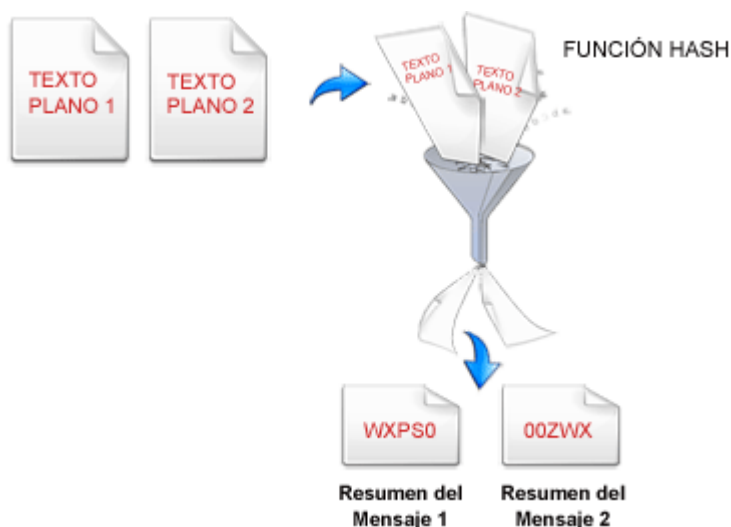 TEXTO
PLANO 1
TEXTO
PLANO 2
TEXTO
PLANO 1
TEXTO
PLANO 2
FUNCIÓN HASH
WXPS0
00ZWX
Resumen del
Mensaje 1
Resumen del
Mensaje 2